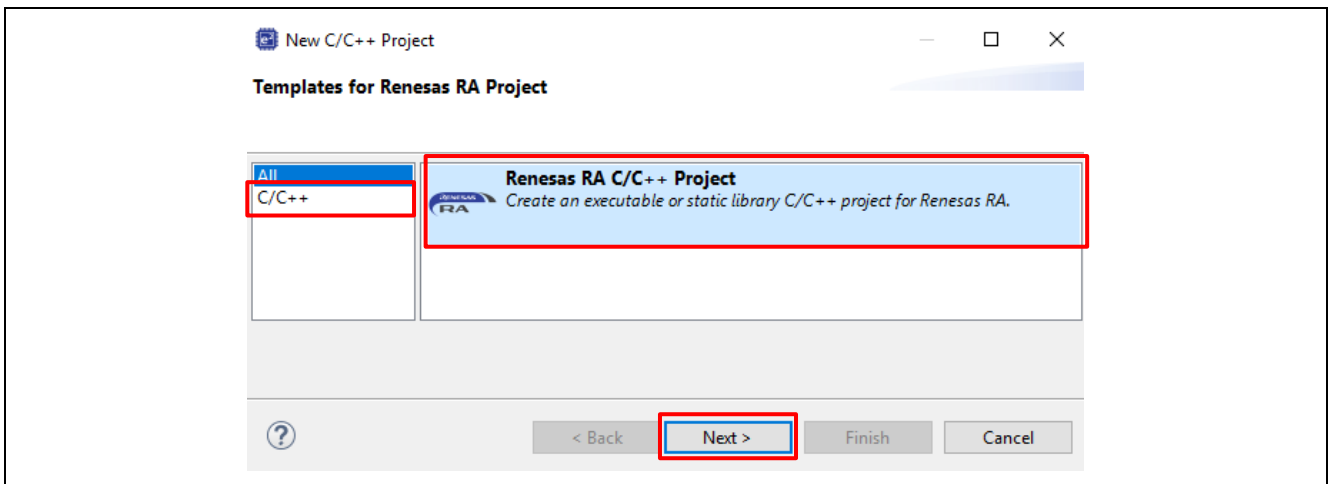 New C/C++ Project
Templates for Renesas RA Project
All
C/C++
RENESAS
RA
Renesas RA C/C++ Project
Create an executable or static library C/C++ project for Renesas RA.
?
< Back
Next >
Finish
Cancel